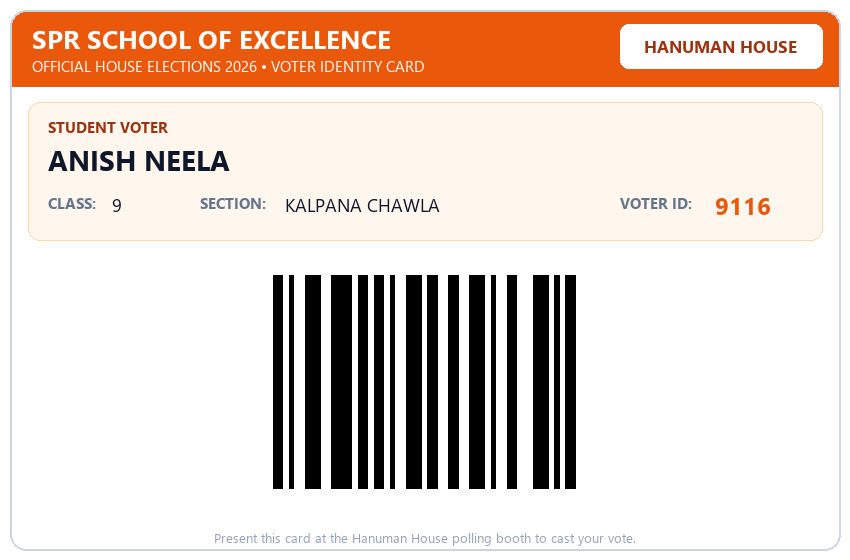 SPR SCHOOL OF EXCELLENCE
OFFICIAL HOUSE ELECTIONS 2026 • VOTER IDENTITY CARD
HANUMAN HOUSE
STUDENT VOTER
ANISH NEELA
CLASS: 9 SECTION: KALPANA CHAWLA VOTER ID: 9116
Present this card at the Hanuman House polling booth to cast your vote.